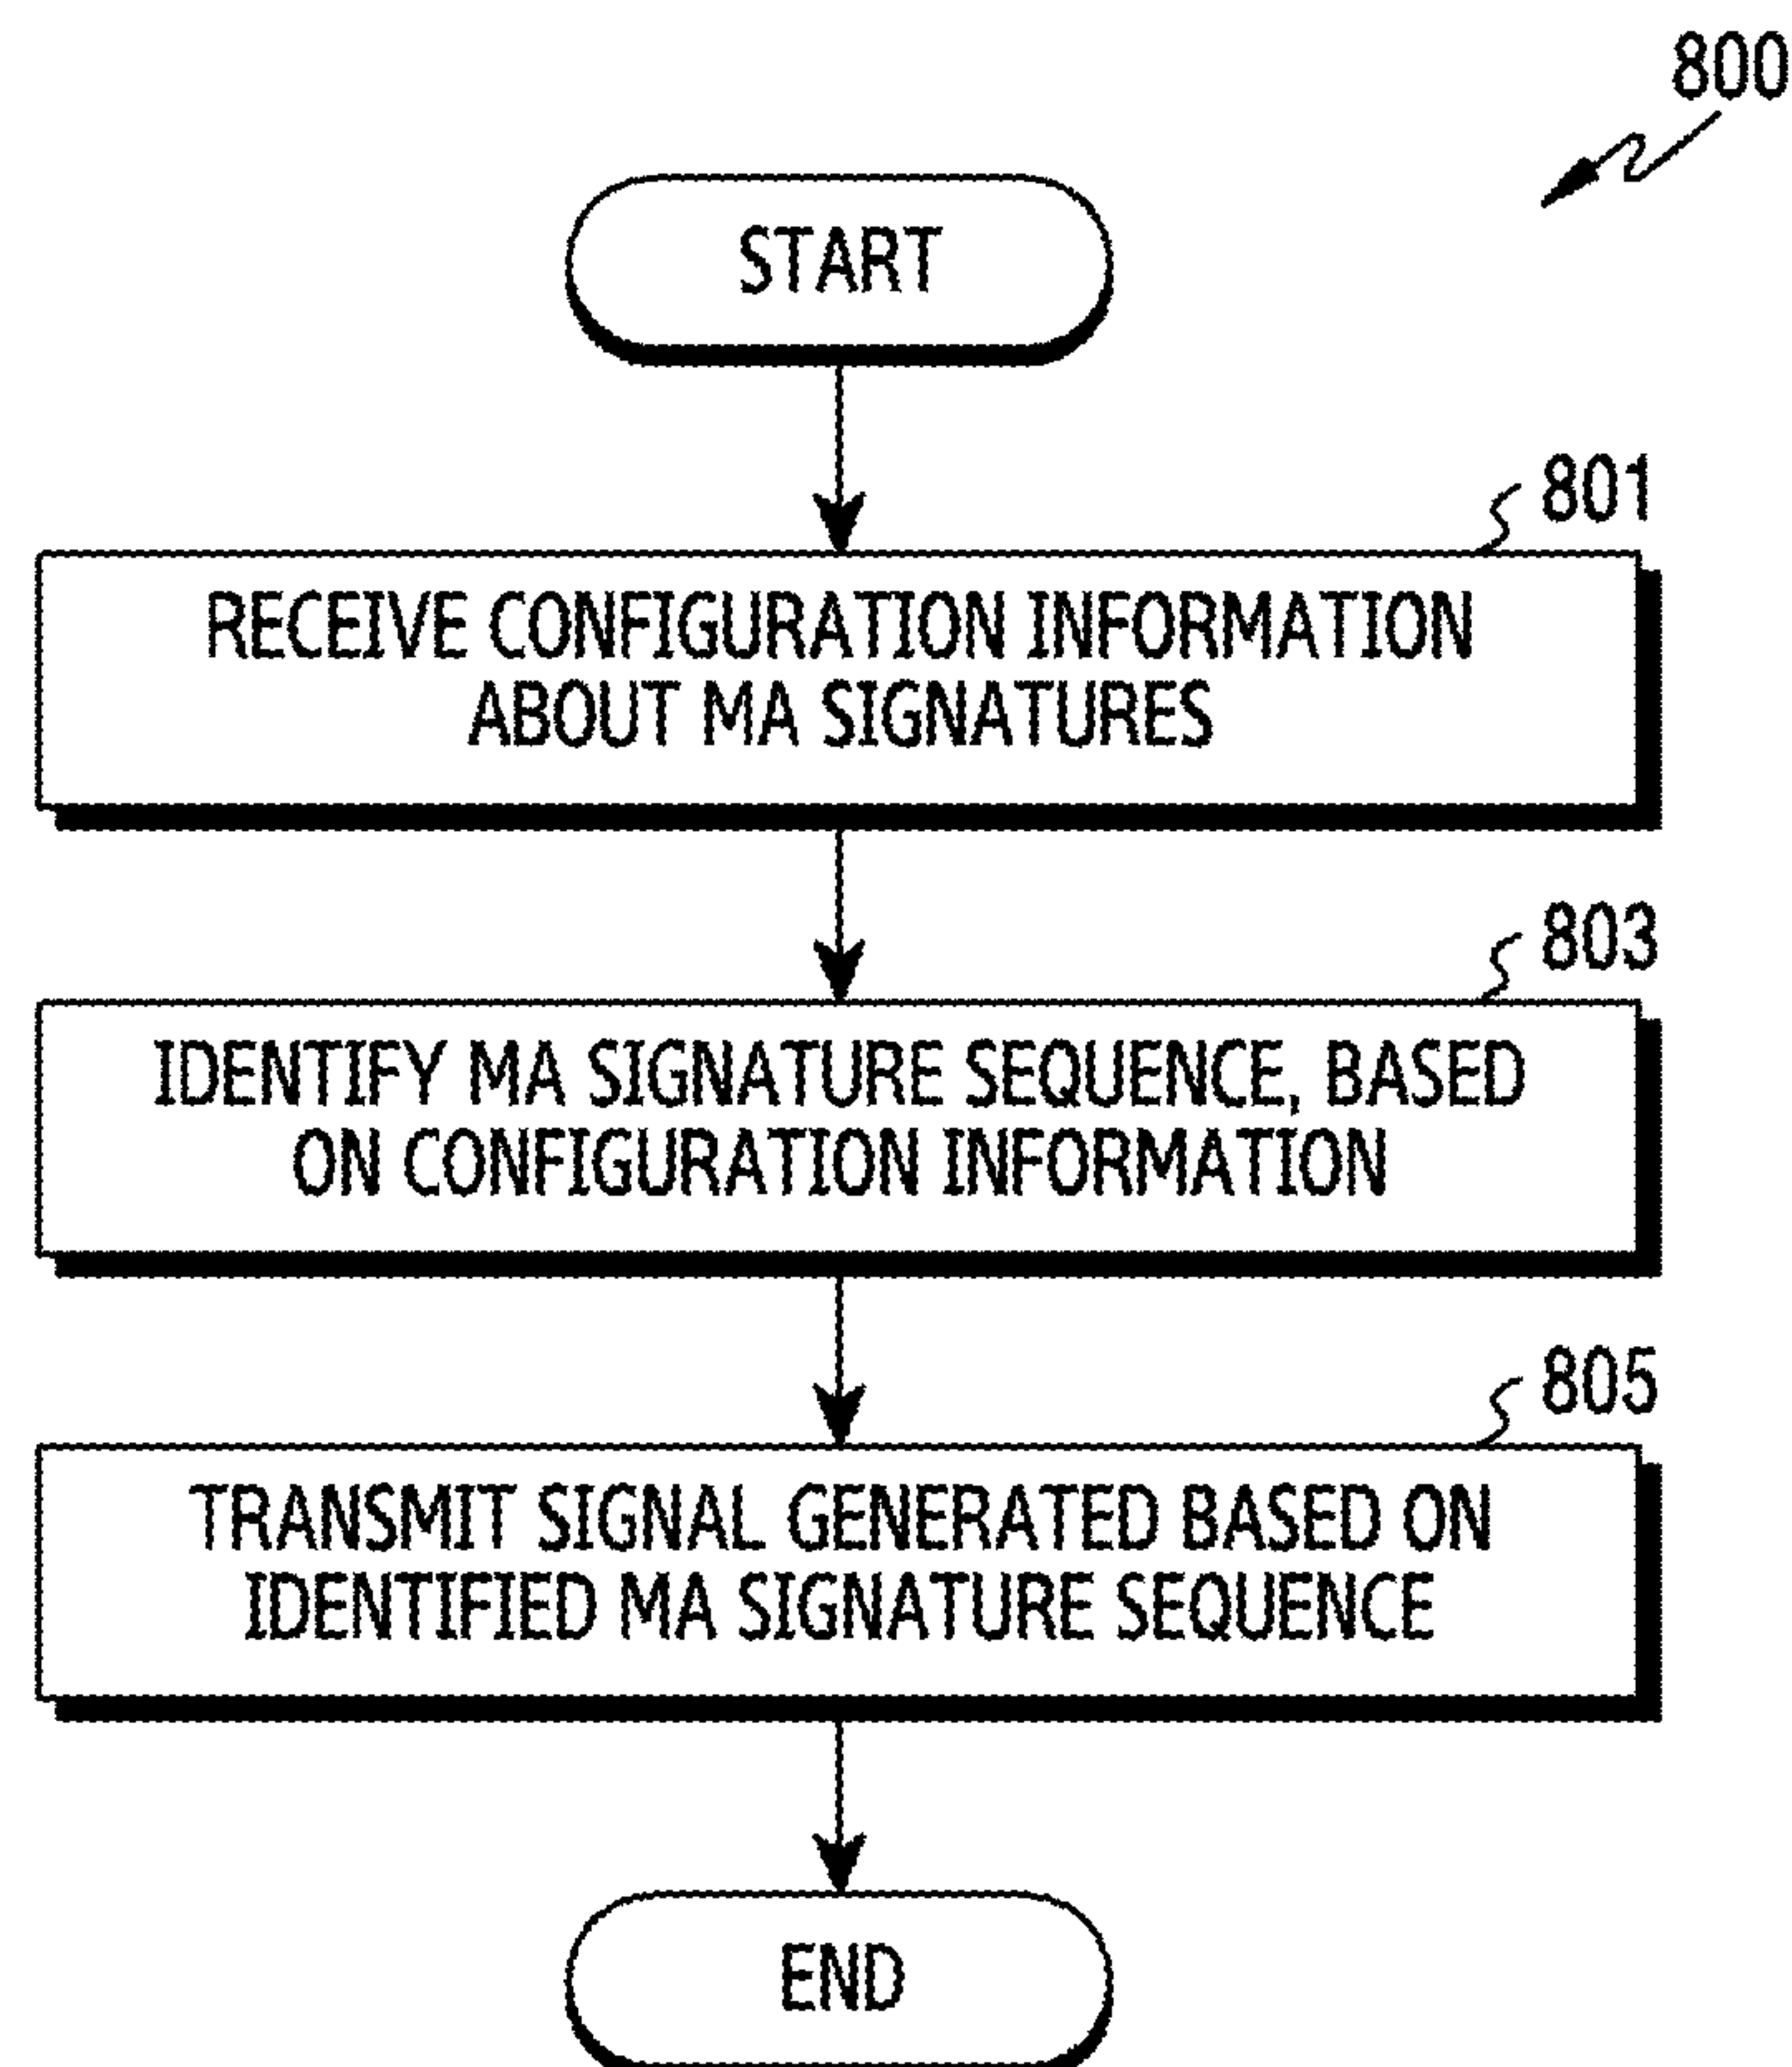 800
START
801
RECEIVE CONFIGURATION INFORMATION
ABOUT MA SIGNATURES
803
IDENTIFY MA SIGNATURE SEQUENCE, BASED
ON CONFIGURATION INFORMATION
805
TRANSMIT SIGNAL GENERATED BASED ON
IDENTIFIED MA SIGNATURE SEQUENCE
END